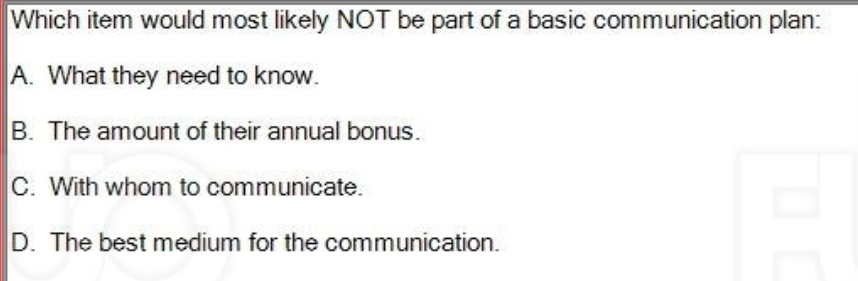 Which item would most likely NOT be part of a basic communication plan:
A. What they need to know.
B. The amount of their annual bonus.
C. With whom to communicate.
D. The best medium for the communication.